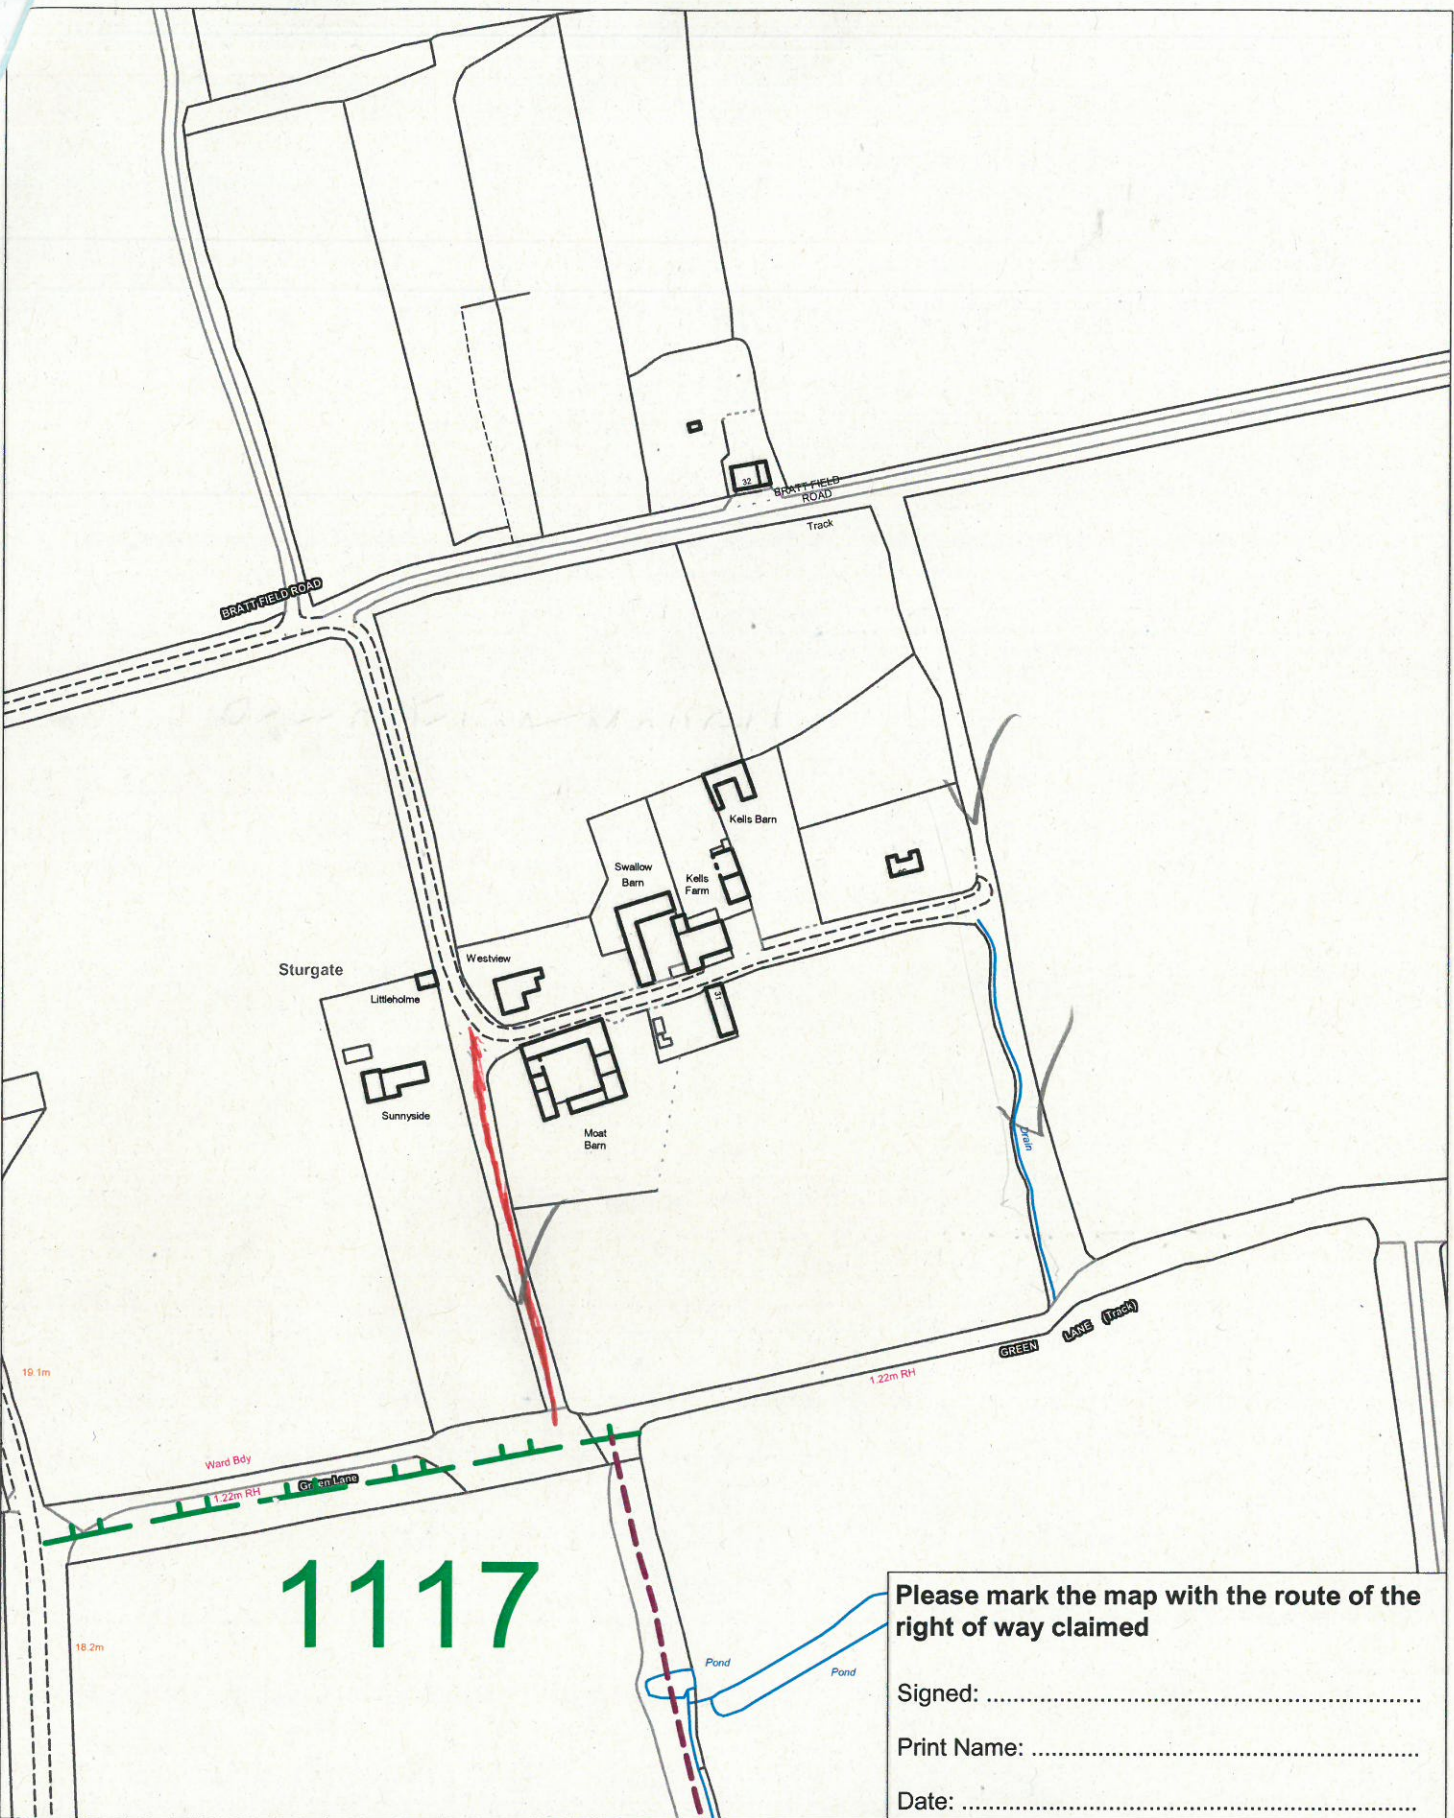 32
BRATT FIELD
ROAD
Track
BRATT FIELD ROAD
Kells Barn
Swallow
Barn
Kells
Farm
Westview
Sturgate
Littleholme
31
Sunnyside
Moat
Barn
Drain
GREEN LANE (Track)
1.22m RH
19.1m
Ward Bdy
Green Lane
1.22m RH
1117
18.2m
Pond
Pond
Please mark the map with the route of the
right of way claimed
Signed:
Print Name:
Date: